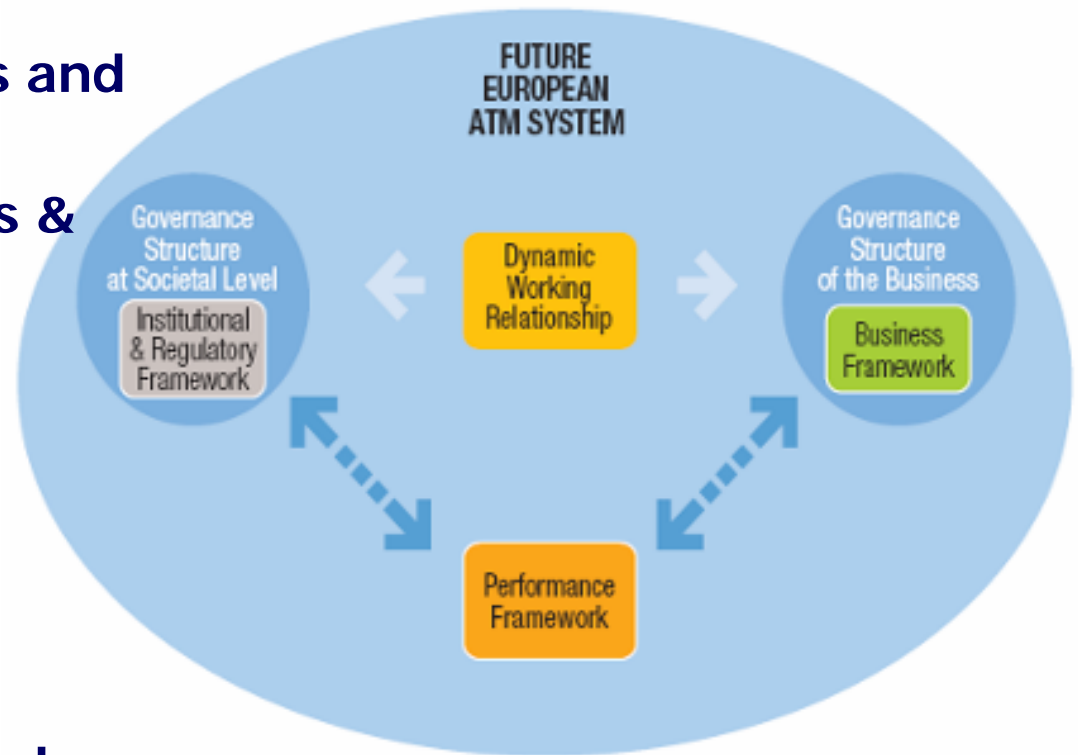 s and
s &
FUTURE
EUROPEAN
ATM SYSTEM
Governance
Structure
at Societal Level
Institutional
& Regulatory
Framework
Dynamic
Working
Relationship
Governance
Structure
of the Business
Business
Framework
Performance
Framework